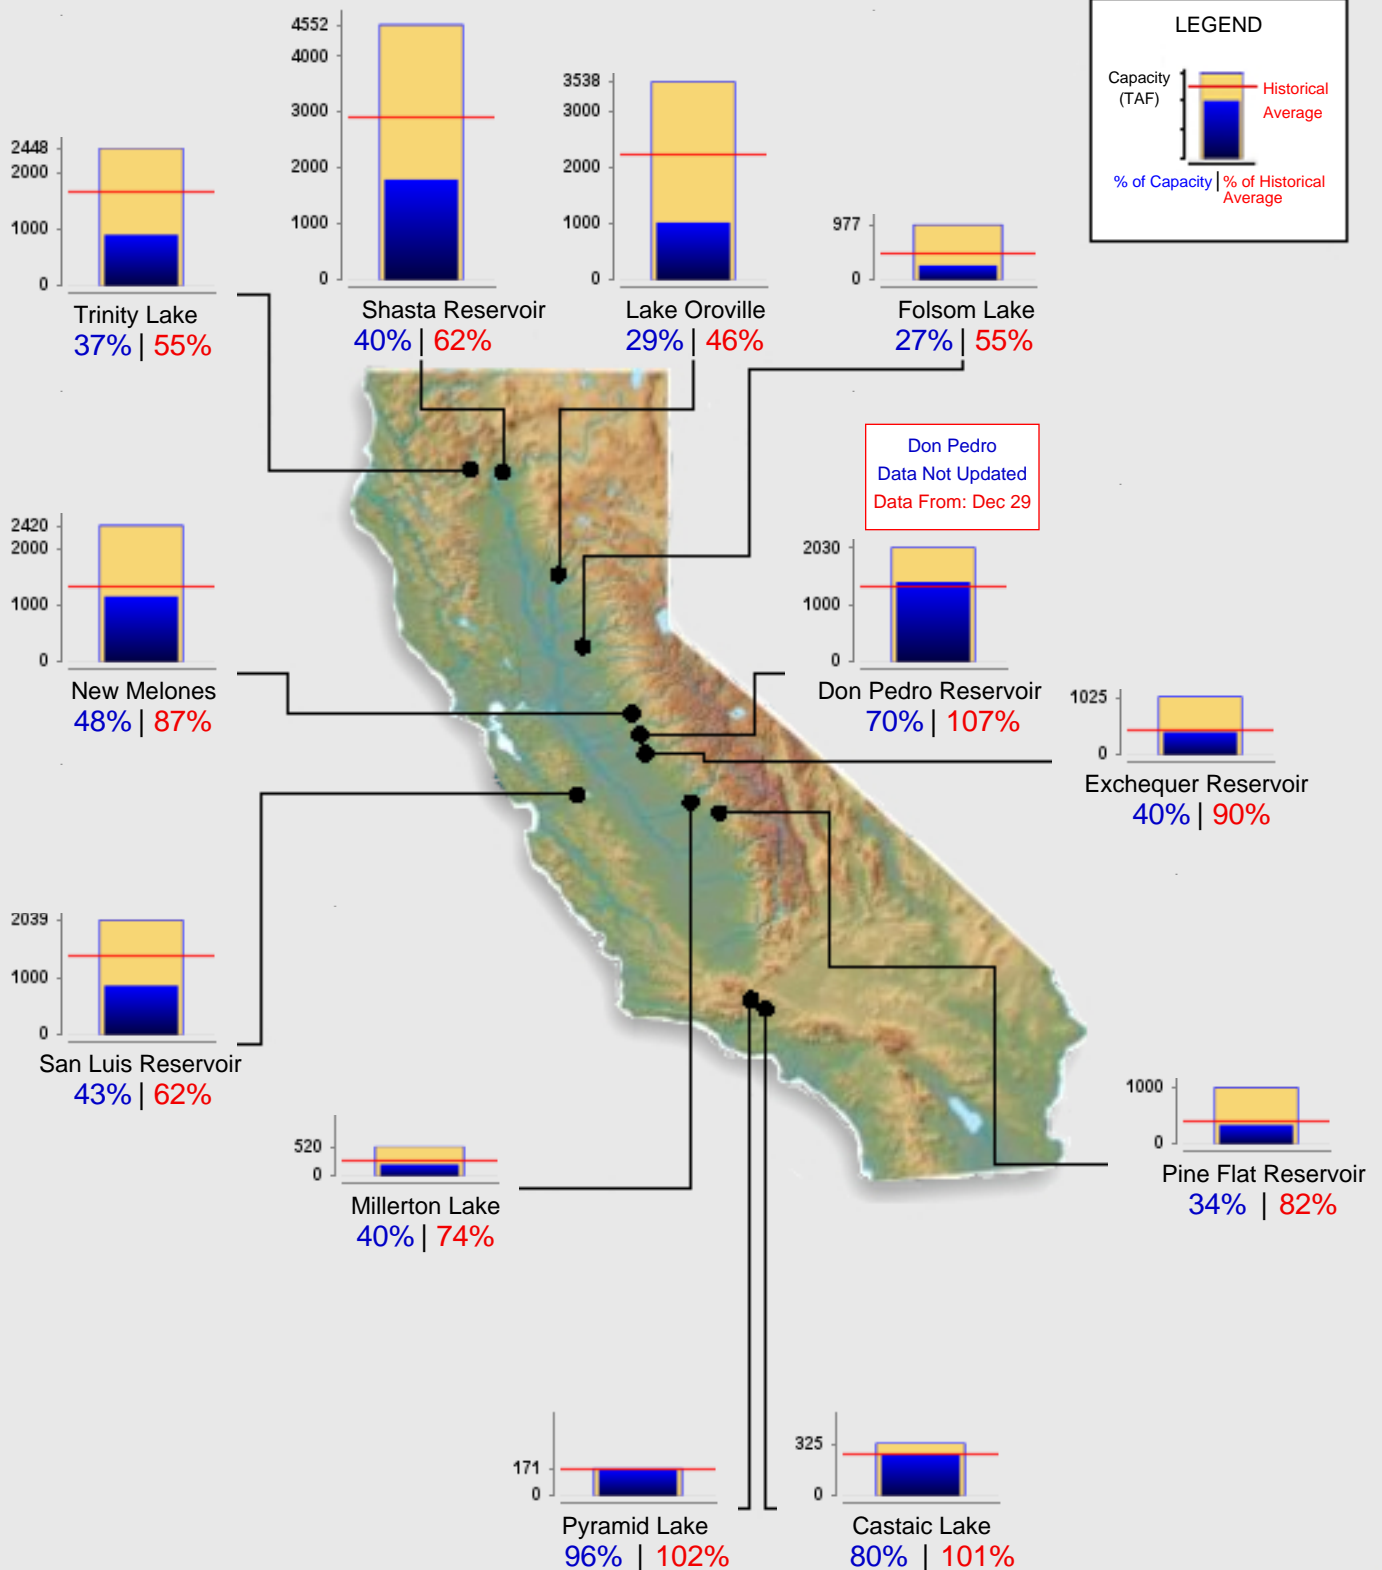 LEGEND
Capacity
(TAF)
Historical
Average
% of Capacity | % of Historical
Average
4552
4000
3000
2000
1000
0
Shasta Reservoir
40% | 62%
3538
3000
2000
1000
0
Lake Oroville
29% | 46%
2448
2000
1000
0
Trinity Lake
37% | 55%
977
0
Folsom Lake
27% | 55%
Don Pedro
Data Not Updated
Data From: Dec 29
2420
2000
1000
0
New Melones
48% | 87%
2030
1000
0
Don Pedro Reservoir
70% | 107%
1025
0
Exchequer Reservoir
40% | 90%
2039
1000
0
San Luis Reservoir
43% | 62%
520
0
Millerton Lake
40% | 74%
1000
0
Pine Flat Reservoir
34% | 82%
171
0
Pyramid Lake
96% | 102%
325
0
Castaic Lake
80% | 101%